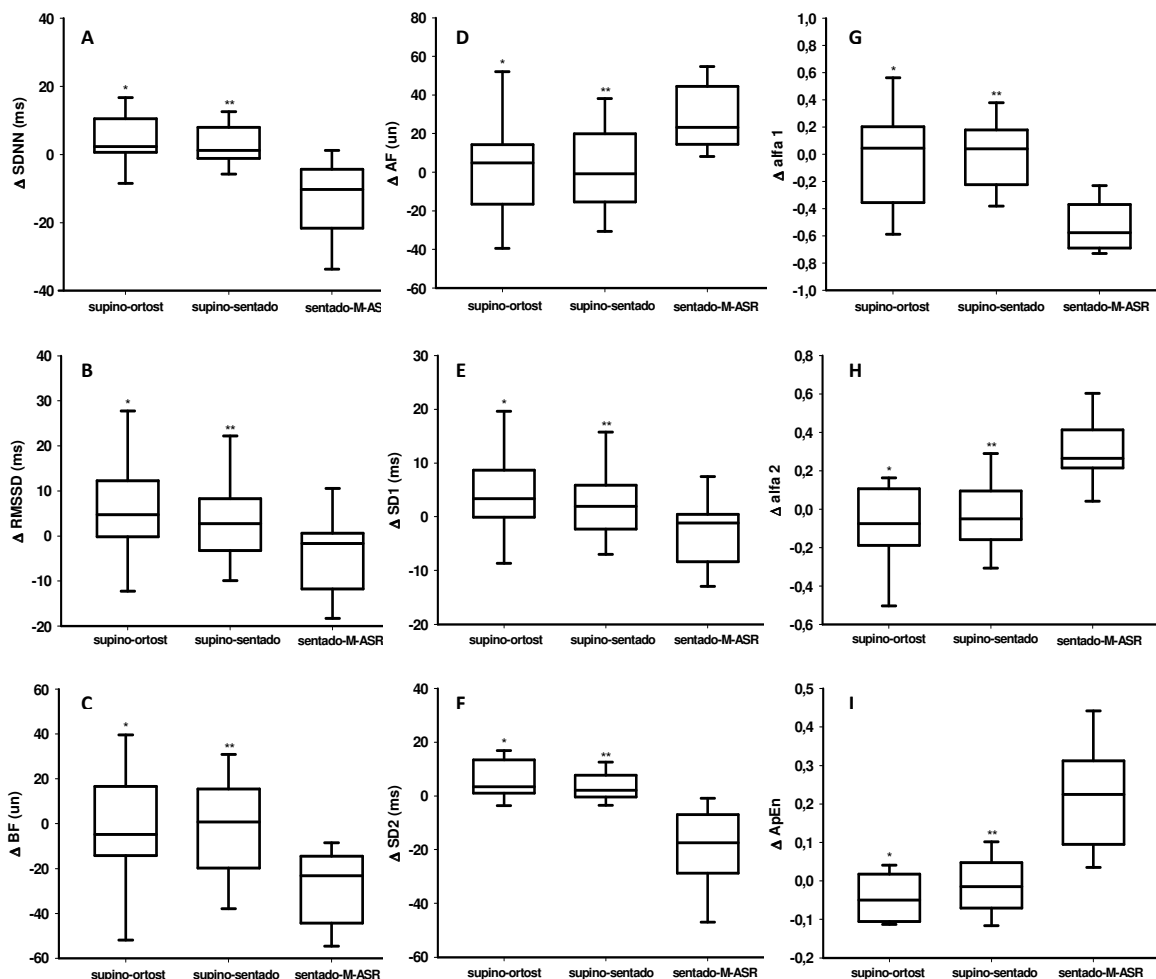 A
Δ SDNN (ms)
40
20
0
-20
-40
*
**
supino-ortost
supino-sentado
sentado-M-ASR
D
Δ AF (un)
80
60
40
20
0
-20
-40
-60
*
**
supino-ortost
supino-sentado
sentado-M-ASR
G
Δ alfa 1
1,0
0,8
0,6
0,4
0,2
0,0
-0,2
-0,4
-0,6
-0,8
-1,0
*
**
supino-ortost
supino-sentado
sentado-M-ASR
B
Δ RMSSD (ms)
40
30
20
10
0
-10
-20
*
**
supino-ortost
supino-sentado
sentado-M-ASR
E
Δ SD1 (ms)
30
20
10
0
-10
-20
*
**
supino-ortost
supino-sentado
sentado-M-ASR
H
Δ alfa 2
0,8
0,6
0,4
0,2
0,0
-0,2
-0,4
-0,6
*
**
supino-ortost
supino-sentado
sentado-M-ASR
C
Δ BF (un)
60
40
20
0
-20
-40
-60
*
**
supino-ortost
supino-sentado
sentado-M-ASR
F
Δ SD2 (ms)
40
20
0
-20
-40
-60
*
**
supino-ortost
supino-sentado
sentado-M-ASR
I
Δ ApEn
0,5
0,4
0,3
0,2
0,1
0,0
-0,1
-0,2
*
**
supino-ortost
supino-sentado
sentado-M-ASR